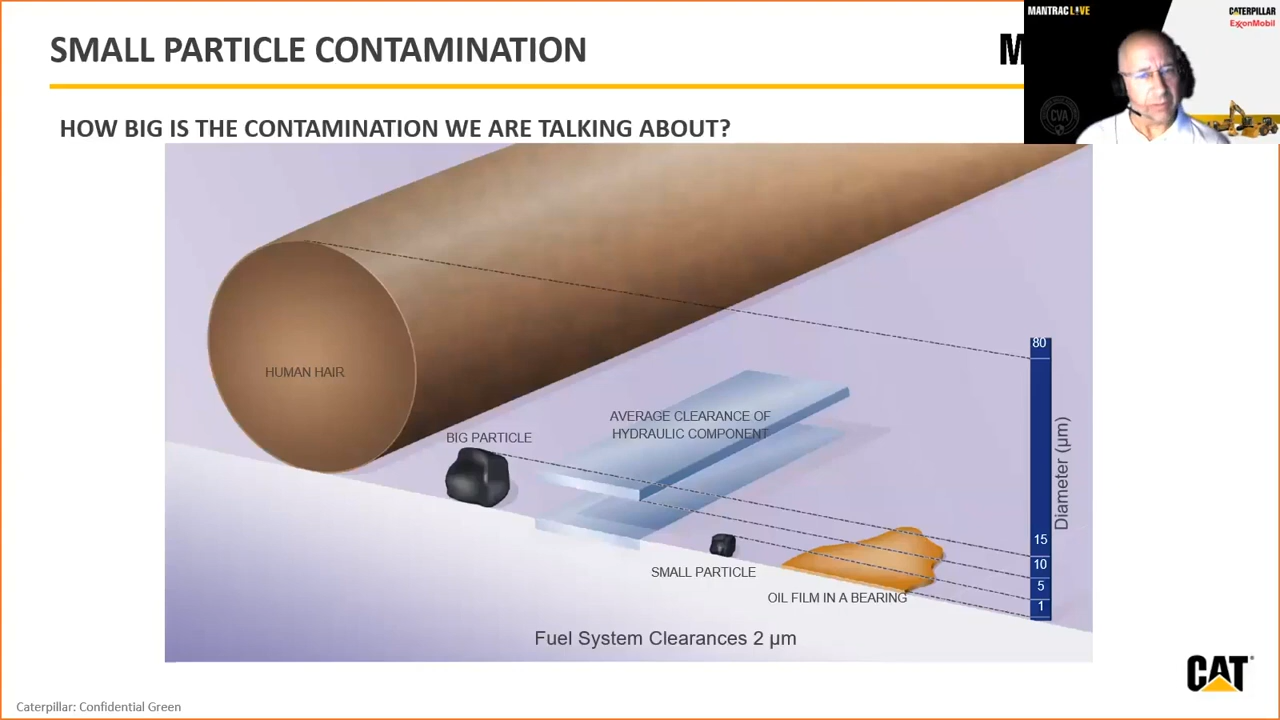 SMALL PARTICLE CONTAMINATION
M
MANTRAC LIVE
CATERPILLAR
ExxonMobil
CVA
HOW BIG IS THE CONTAMINATION WE ARE TALKING ABOUT?
HUMAN HAIR
80
AVERAGE CLEARANCE OF
HYDRAULIC COMPONENT
BIG PARTICLE
Diameter (µm)
15
10
5
1
SMALL PARTICLE
OIL FILM IN A BEARING
Fuel System Clearances 2 µm
CAT
Caterpillar: Confidential Green